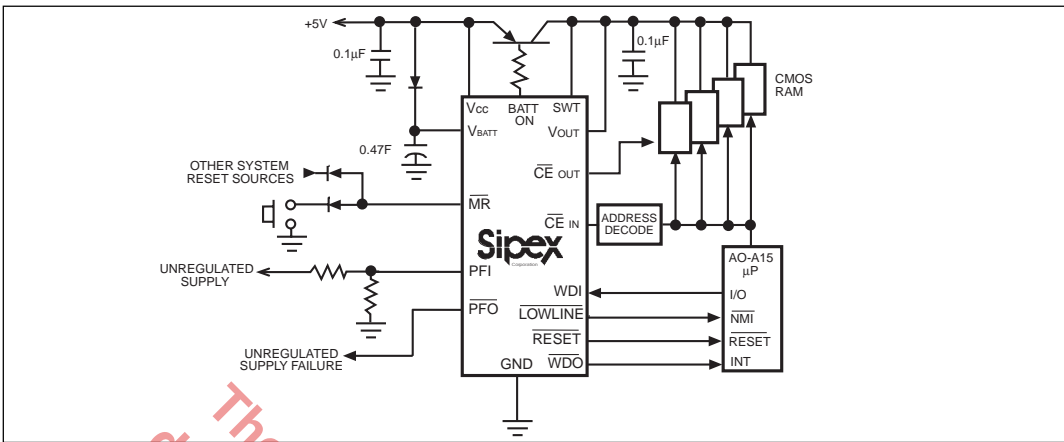 +5V
0.1µF
0.1µF
CMOS
RAM
Vcc
BATT
ON
SWT
VBATT
VOUT
0.47F
CE OUT
OTHER SYSTEM
RESET SOURCES
MR
CE IN
ADDRESS
DECODE
Sipex
Corporation
AO-A15
µP
UNREGULATED
SUPPLY
PFI
WDI
I/O
PFO
LOWLINE
NMI
RESET
RESET
UNREGULATED
SUPPLY FAILURE
GND
WDO
INT
The